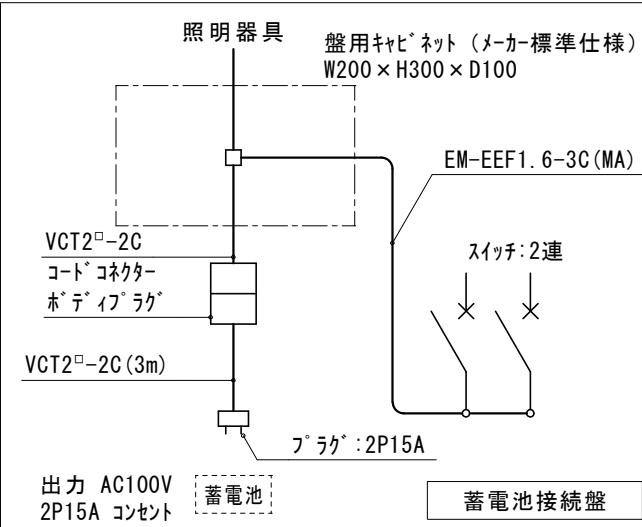 照明器具
盤用ｷｬﾋﾞﾈｯﾄ (ﾒｰｶｰ標準仕様)
W200×H300×D100
EM-EEF1.6-3C(MA)
VCT2□-2C
ｺｰﾄﾞｺﾈｸﾀｰ
ﾎﾞﾃﾞｨﾌﾟﾗｸﾞ
ｽｲｯﾁ:2連
VCT2□-2C(3m)
ﾌﾟﾗｸﾞ:2P15A
出力 AC100V
2P15A ｺﾝｾﾝﾄ
蓄電池
蓄電池接続盤